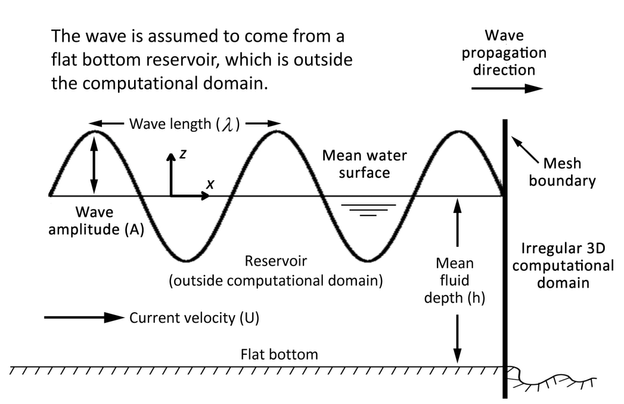 The wave is assumed to come from a
flat bottom reservoir, which is outside
the computational domain.
Wave
propagation
direction
Wave length (λ)
z
x
Mean water
surface
Mesh
boundary
Wave
amplitude (A)
Reservoir
(outside computational domain)
Mean
fluid
depth (h)
Irregular 3D
computational
domain
Current velocity (U)
Flat bottom